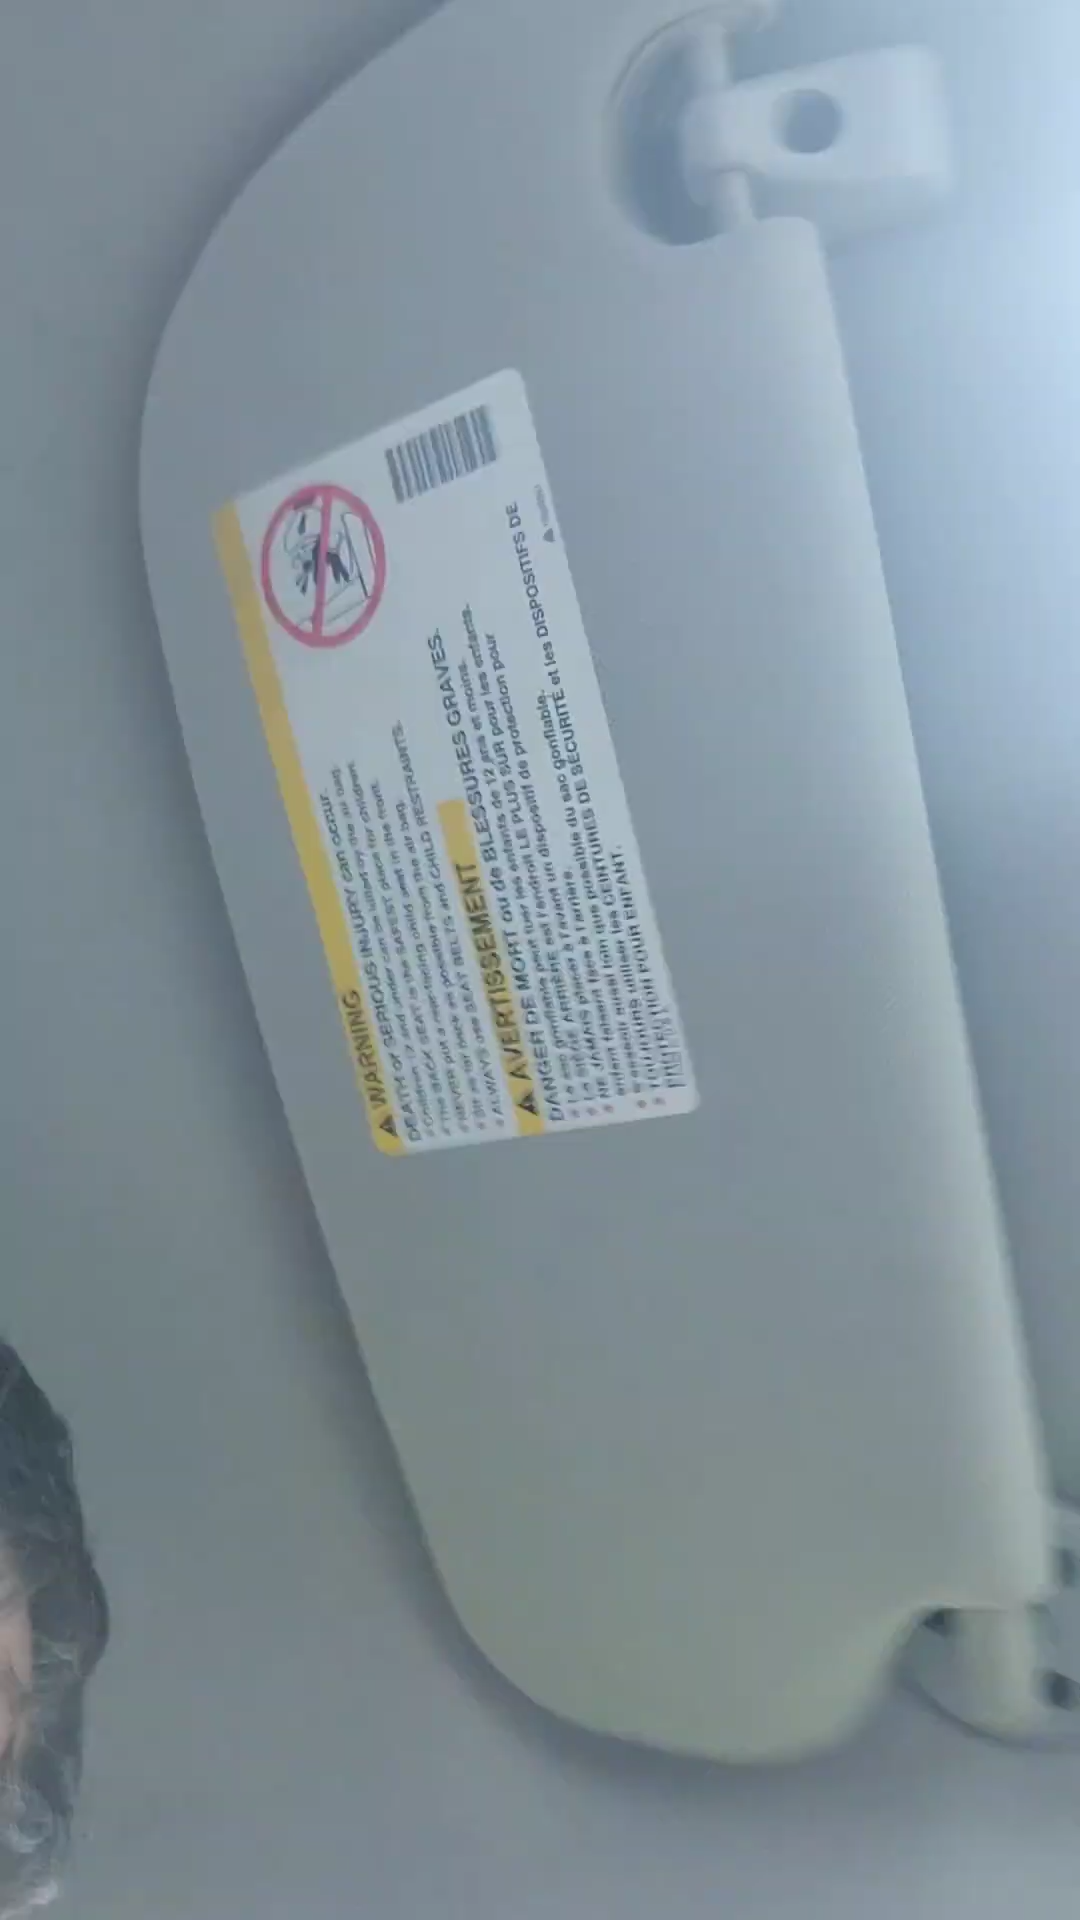 WARNING
DEATH or SERIOUS INJURY can occur.
Children 12 and under can be killed by the air bag.
The BACK SEAT is the SAFEST place for children.
NEVER put a rear-facing child seat in the front.
Sit as far back as possible from the air bag.
ALWAYS use SEAT BELTS and CHILD RESTRAINTS.
AVERTISSEMENT
DANGER DE MORT ou de BLESSURES GRAVES.
Le sac gonflable peut tuer les enfants de 12 ans et moins.
Le SIÈGE ARRIÈRE est l'endroit LE PLUS SUR pour les enfants.
NE JAMAIS placer à l'avant un dispositif de protection pour
enfant faisant face à l'arrière.
S'asseoir aussi loin que possible du sac gonflable.
TOUJOURS utiliser les CEINTURES DE SÉCURITÉ et les DISPOSITIFS DE
PROTECTION POUR ENFANT.